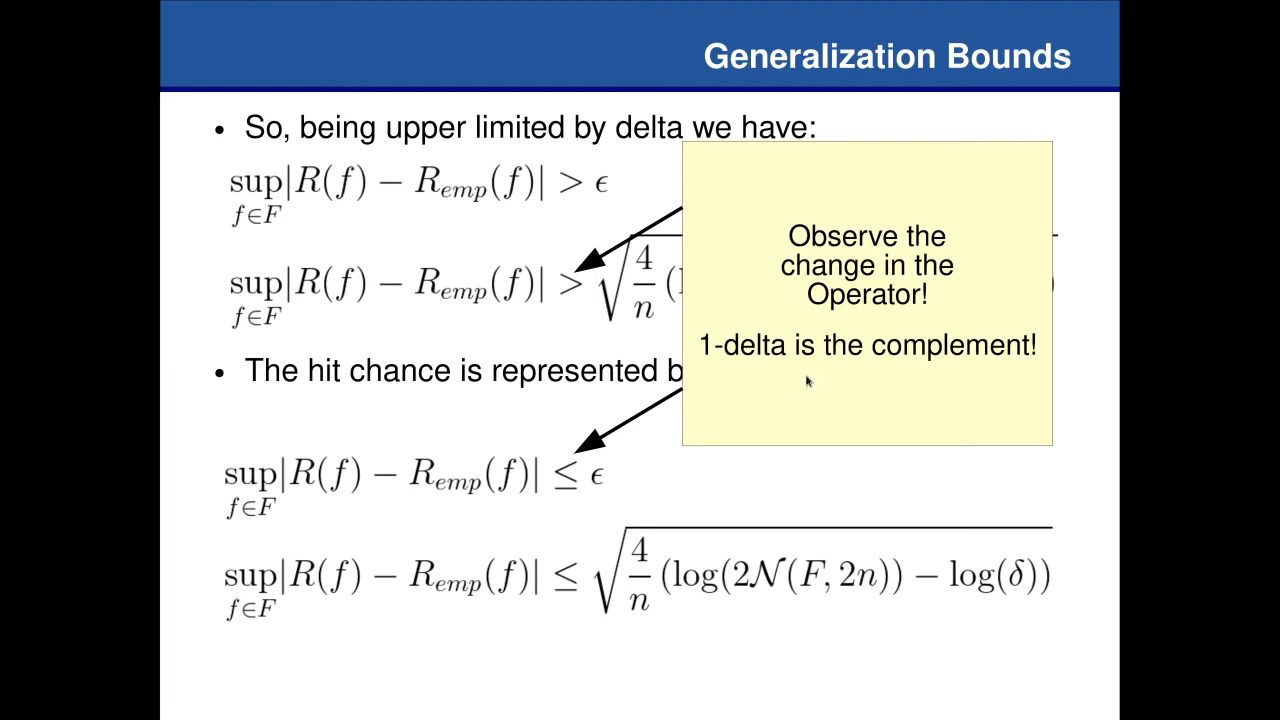 Generalization Bounds
• So, being upper limited by delta we have:
sup|R(f) − R_emp(f)| > ϵ
f∈F
sup|R(f) − R_emp(f)| > √ 4/n (
f∈F
Observe the
change in the
Operator!
1-delta is the complement!
• The hit chance is represented
sup|R(f) − R_emp(f)| ≤ ϵ
f∈F
sup|R(f) − R_emp(f)| ≤ √ 4/n (log(2𝒩(F, 2n)) − log(δ))
f∈F